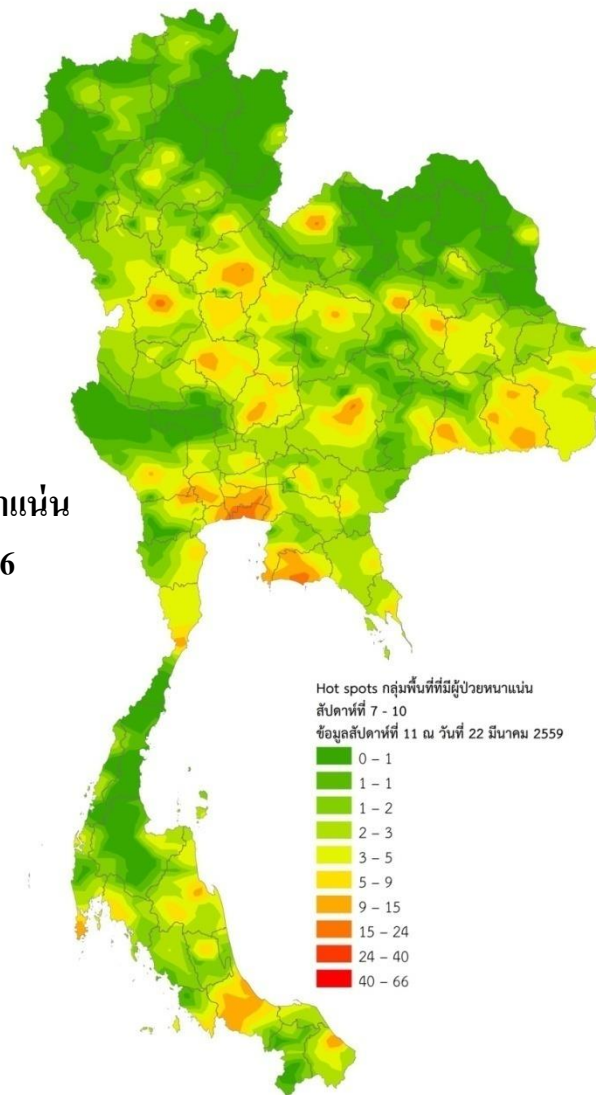 าแน่น
6
Hot spots กลุ่มพื้นที่ที่มีผู้ป่วยหนาแน่น
สัปดาห์ที่ 7 - 10
ข้อมูลสัปดาห์ที่ 11 ณ วันที่ 22 มีนาคม 2559
0 – 1
1 – 1
1 – 2
2 – 3
3 – 5
5 – 9
9 – 15
15 – 24
24 – 40
40 – 66